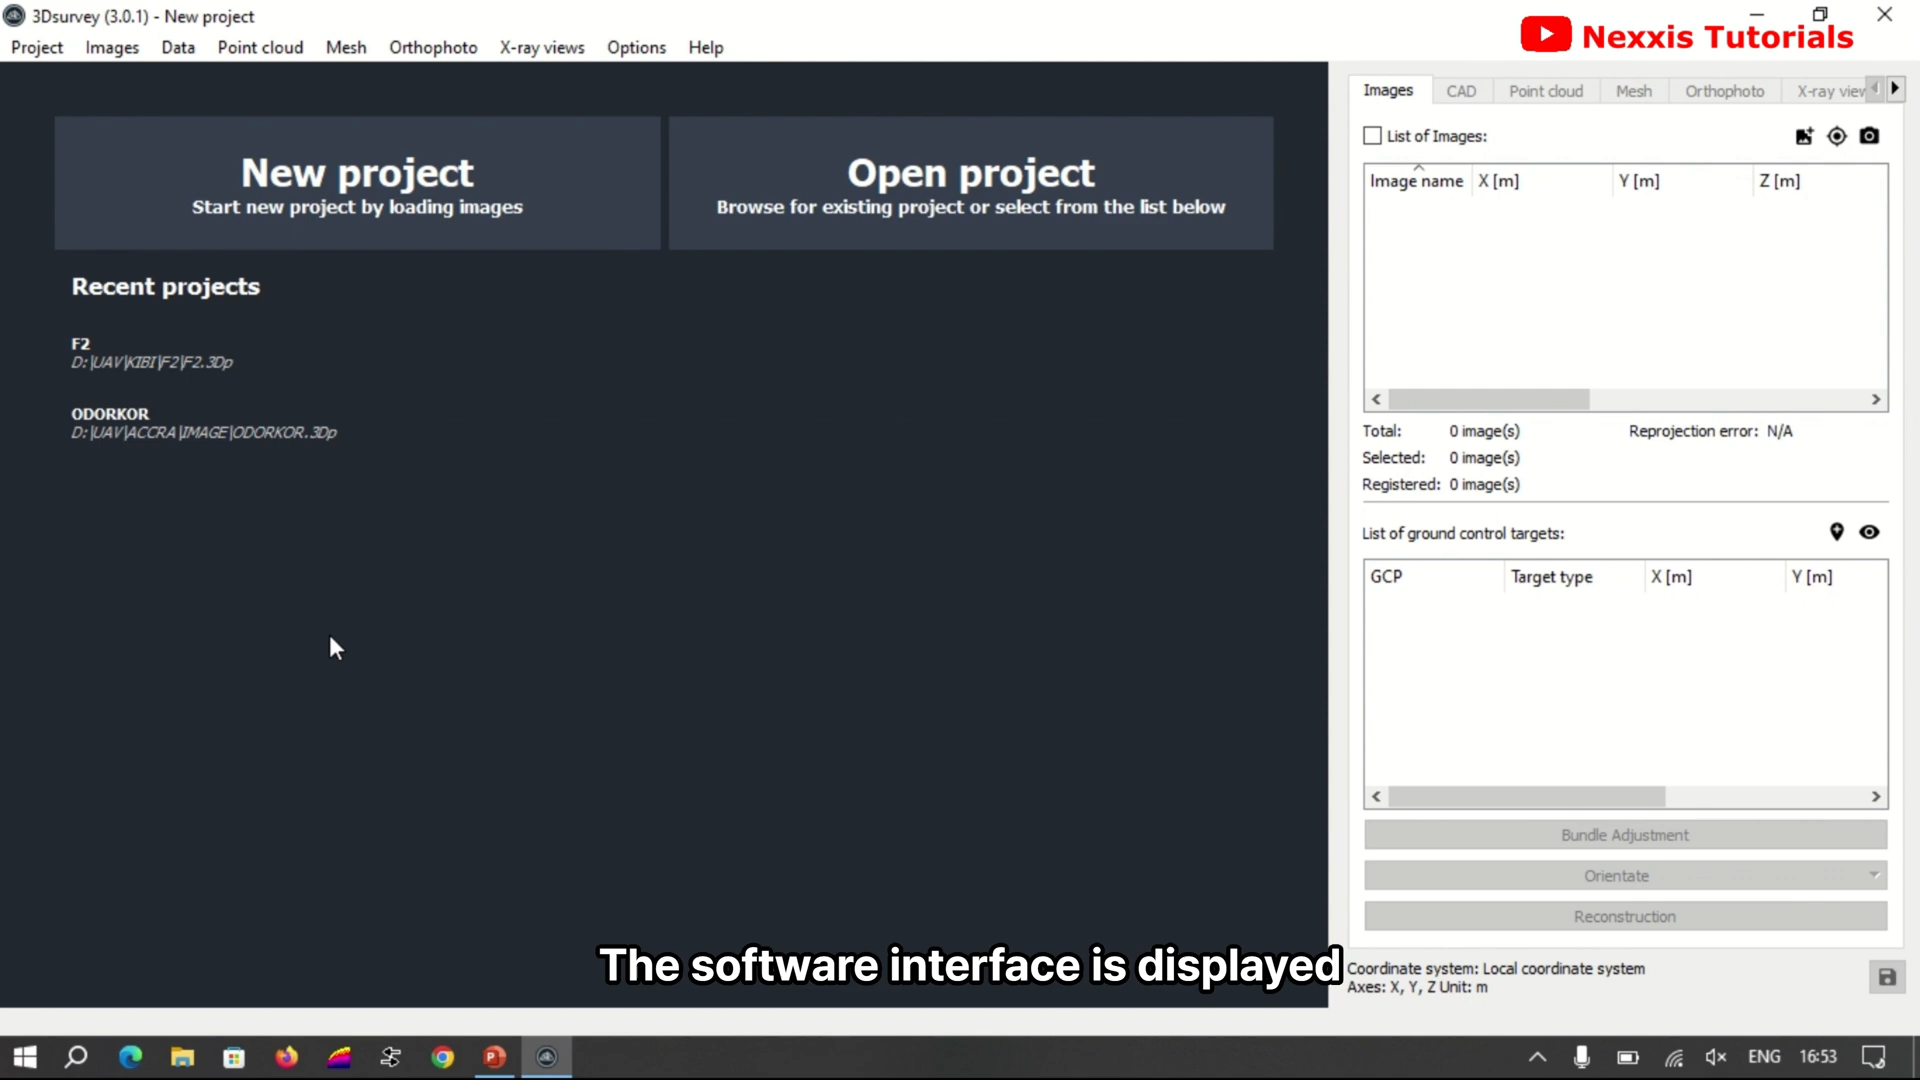 3Dsurvey (3.0.1) - New project
Nexxis Tutorials
Project Images Data Point cloud Mesh Orthophoto X-ray views Options Help
New project
Start new project by loading images
Open project
Browse for existing project or select from the list below
Recent projects
F2
D:\UAV\KIBI\F2\F2.3Dp
ODORKOR
D:\UAV\ACCRA\IMAGE\ODORKOR.3Dp
Images CAD Point cloud Mesh Orthophoto X-ray view
List of Images:
Image name X [m] Y [m] Z [m]
Total: 0 image(s) Reprojection error: N/A
Selected: 0 image(s)
Registered: 0 image(s)
List of ground control targets:
GCP Target type X [m] Y [m]
Bundle Adjustment
Orientate
Reconstruction
The software interface is displayed
Coordinate system: Local coordinate system
Axes: X, Y, Z Unit: m
ENG 16:53